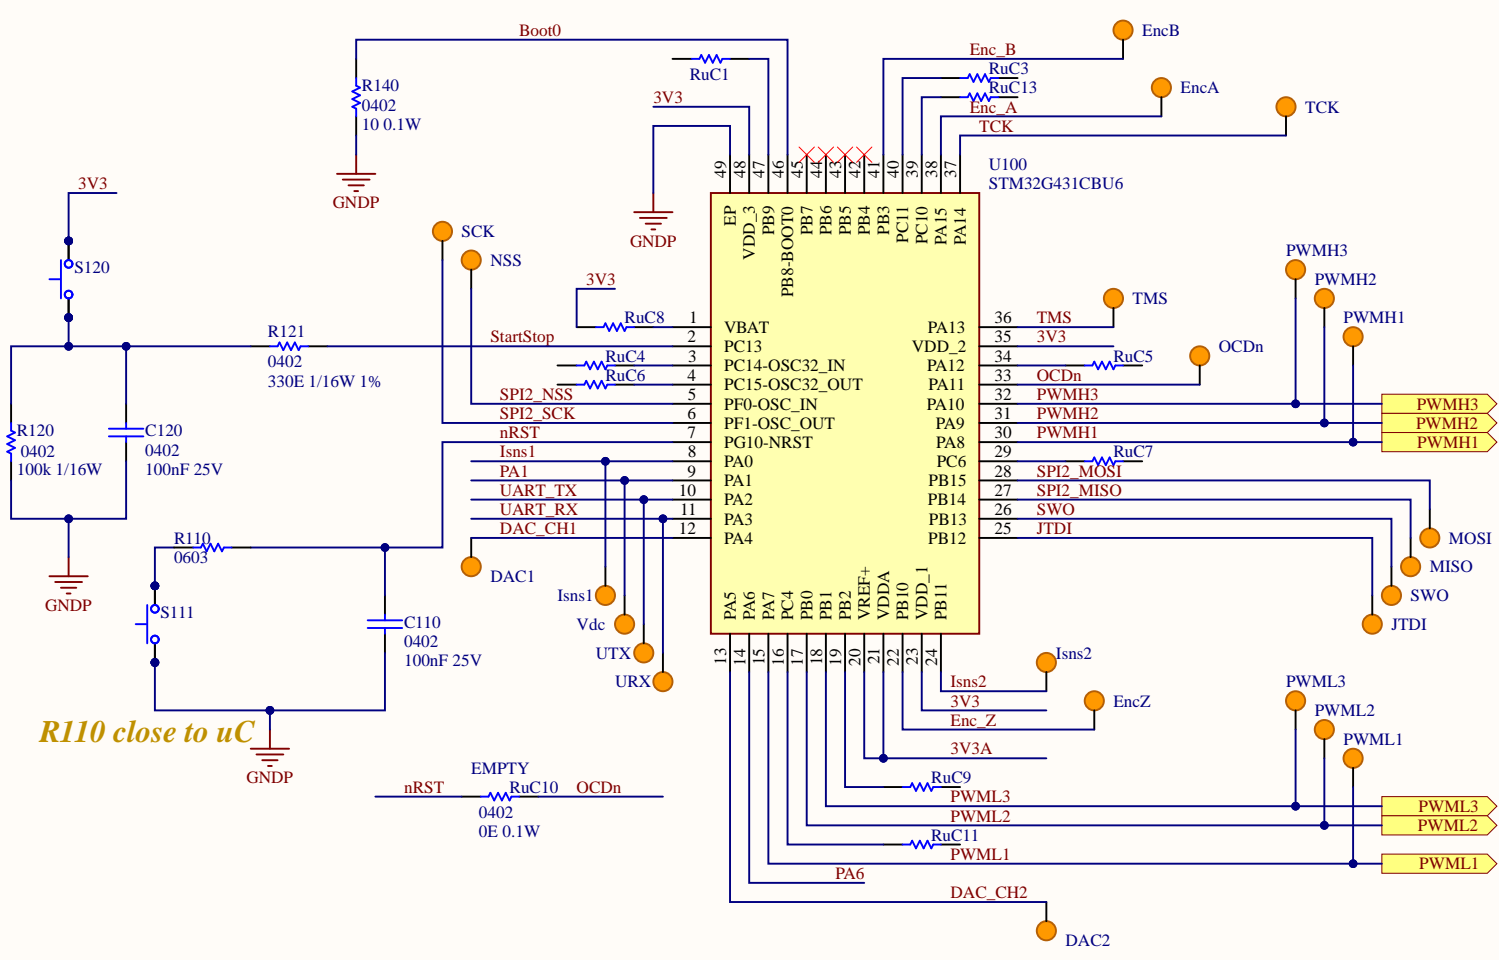 Boot0
R140
0402
10 0.1W
GNDP
RuC1
3V3
GNDP
Enc_B
EncB
RuC3
RuC13
Enc_A
EncA
TCK
TCK
U100
STM32G431CBU6
49 48 47 46 45 44 43 42 41 40 39 38 37
EP VDD_3 PB9 PB8-BOOT0 PB7 PB6 PB5 PB4 PB3 PC11 PC10 PA15 PA14
3V3
S120
SCK
NSS
3V3
RuC8
R121
0402
330E 1/16W 1%
StartStop
RuC4
RuC6
SPI2_NSS
SPI2_SCK
nRST
Isns1
PA1
UART_TX
UART_RX
DAC_CH1
1 VBAT
2 PC13
3 PC14-OSC32_IN
4 PC15-OSC32_OUT
5 PF0-OSC_IN
6 PF1-OSC_OUT
7 PG10-NRST
8 PA0
9 PA1
10 PA2
11 PA3
12 PA4
PA13 36 TMS
VDD_2 35 3V3
PA12 34 RuC5
PA11 33 OCDn
PA10 32 PWMH3
PA9 31 PWMH2
PA8 30 PWMH1
PC6 29 RuC7
PB15 28 SPI2_MOSI
PB14 27 SPI2_MISO
PB13 26 SWO
PB12 25 JTDI
TMS
OCDn
PWMH3
PWMH2
PWMH1
PWMH3
PWMH2
PWMH1
MOSI
MISO
SWO
JTDI
R120
0402
100k 1/16W
C120
0402
100nF 25V
GNDP
R110
0603
S111
C110
0402
100nF 25V
R110 close to uC
GNDP
DAC1
Isns1
Vdc
UTX
URX
PA5 PA6 PA7 PC4 PB0 PB1 PB2 VREF+ VDDA PB10 VDD_1 PB11
13 14 15 16 17 18 19 20 21 22 23 24
Isns2
Isns2
3V3
Enc_Z
EncZ
3V3A
RuC9
PWML3
PWML2
RuC11
PWML1
PA6
DAC_CH2
DAC2
PWML3
PWML2
PWML1
PWML3
PWML2
PWML1
EMPTY
nRST RuC10 OCDn
0402
0E 0.1W